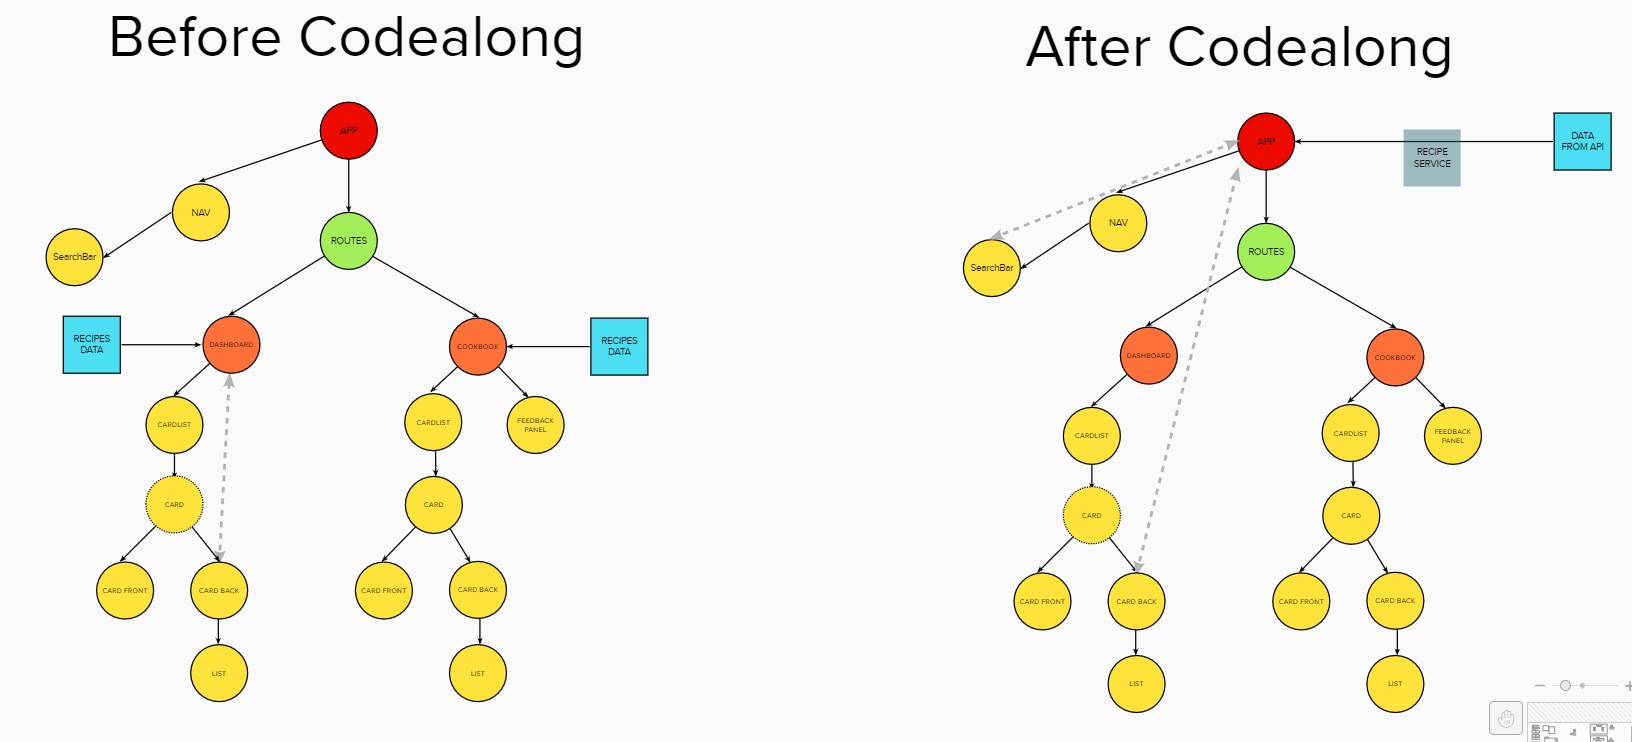 Before Codealong
APP
NAV
SearchBar
ROUTES
RECIPES
DATA
DASHBOARD
COOKBOOK
RECIPES
DATA
CARDLIST
CARDLIST
FEEDBACK
PANEL
CARD
CARD
CARD FRONT
CARD BACK
CARD FRONT
CARD BACK
LIST
LIST
After Codealong
APP
RECIPE
SERVICE
DATA
FROM API
NAV
SearchBar
ROUTES
DASHBOARD
COOKBOOK
CARDLIST
CARDLIST
FEEDBACK
PANEL
CARD
CARD
CARD FRONT
CARD BACK
CARD FRONT
CARD BACK
LIST
LIST